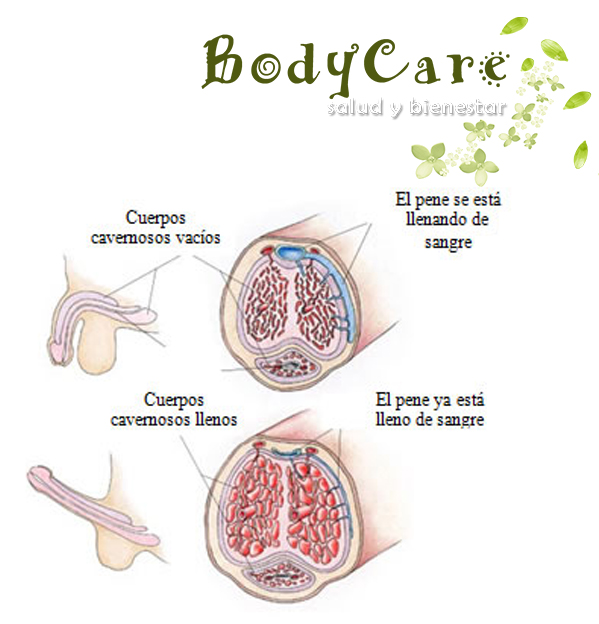 BodyCare
salud y bienestar
El pene se está
llenando de
sangre
Cuerpos
cavernosos vacíos
Cuerpos
cavernosos llenos
El pene ya está
lleno de sangre